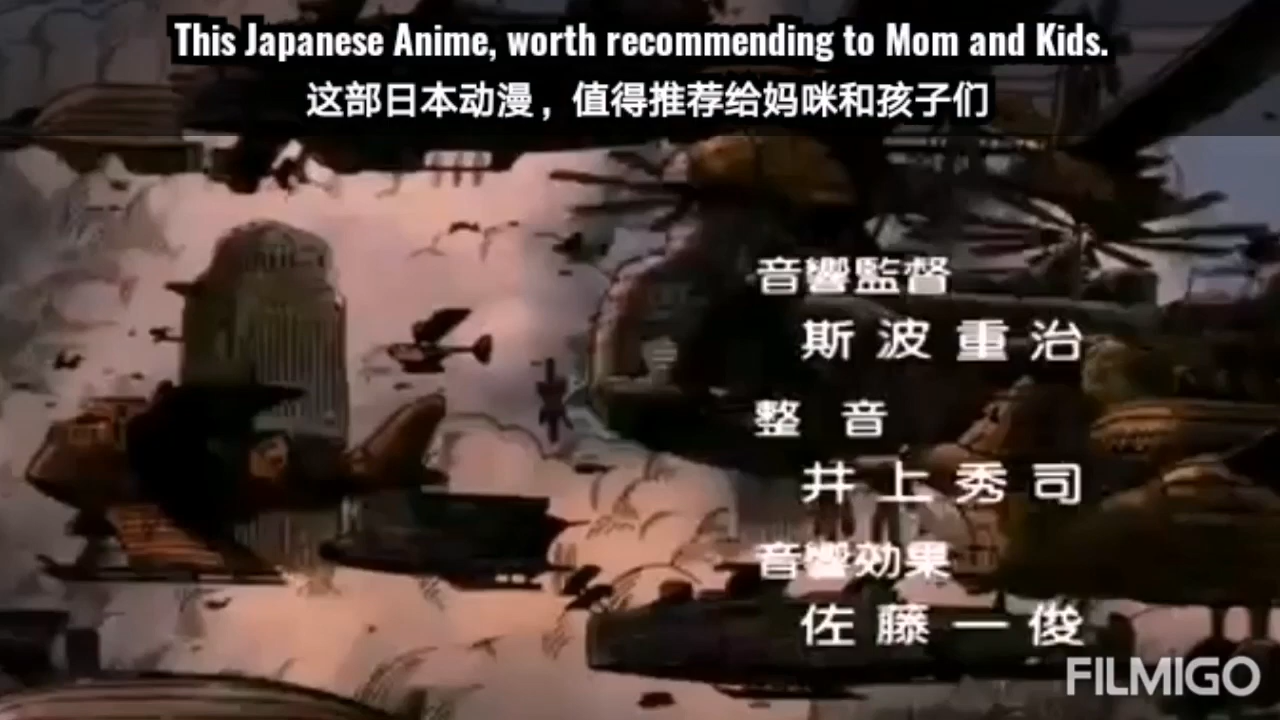 This Japanese Anime, worth recommending to Mom and Kids.
这部日本动漫，值得推荐给妈咪和孩子们
音響監督
斯波重治
整 音
井上秀司
音響効果
佐藤一俊
FILMIGO